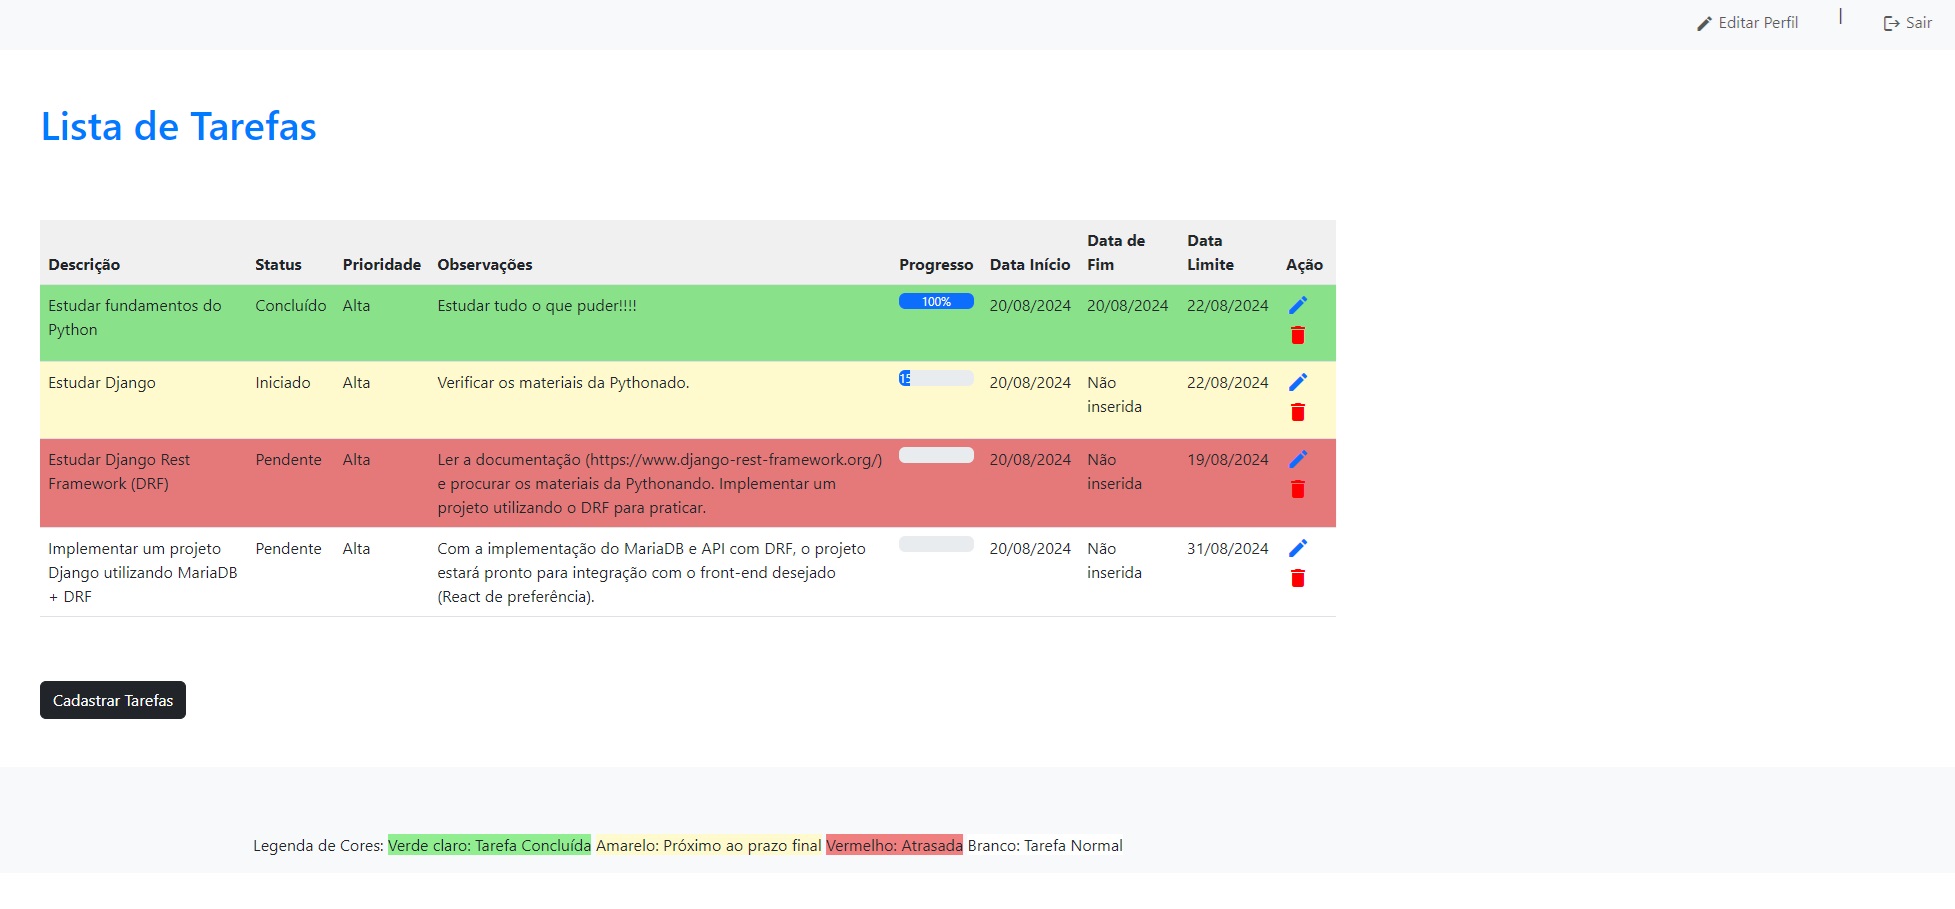 Editar Perfil | Sair
Lista de Tarefas
Descrição Status Prioridade Observações Progresso Data Início Data de Fim Data Limite Ação
Estudar fundamentos do Python Concluído Alta Estudar tudo o que puder!!!! 100% 20/08/2024 20/08/2024 22/08/2024
Estudar Django Iniciado Alta Verificar os materiais da Pythonado. 15 20/08/2024 Não inserida 22/08/2024
Estudar Django Rest Framework (DRF) Pendente Alta Ler a documentação (https://www.django-rest-framework.org/) e procurar os materiais da Pythonando. Implementar um projeto utilizando o DRF para praticar. 20/08/2024 Não inserida 19/08/2024
Implementar um projeto Django utilizando MariaDB + DRF Pendente Alta Com a implementação do MariaDB e API com DRF, o projeto estará pronto para integração com o front-end desejado (React de preferência). 20/08/2024 Não inserida 31/08/2024
Cadastrar Tarefas
Legenda de Cores: Verde claro: Tarefa Concluída Amarelo: Próximo ao prazo final Vermelho: Atrasada Branco: Tarefa Normal